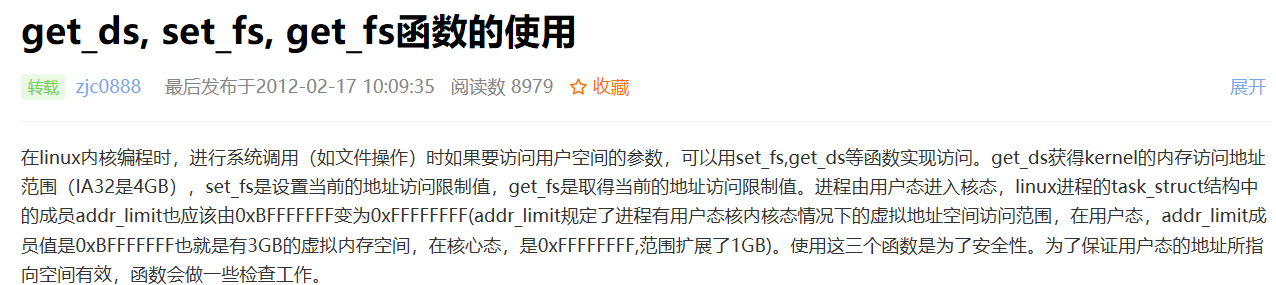 get_ds, set_fs, get_fs函数的使用
转载 zjc0888 最后发布于2012-02-17 10:09:35 阅读数 8979 收藏 展开
在linux内核编程时，进行系统调用（如文件操作）时如果要访问用户空间的参数，可以用set_fs,get_ds等函数实现访问。get_ds获得kernel的内存访问地址
范围（IA32是4GB），set_fs是设置当前的地址访问限制值，get_fs是取得当前的地址访问限制值。进程由用户态进入核态，linux进程的task_struct结构中
的成员addr_limit也应该由0xBFFFFFFF变为0xFFFFFFFF(addr_limit规定了进程有用户态核内核态情况下的虚拟地址空间访问范围，在用户态，addr_limit成
员值是0xBFFFFFFF也就是有3GB的虚拟内存空间，在核心态，是0xFFFFFFFF,范围扩展了1GB)。使用这三个函数是为了安全性。为了保证用户态的地址所指
向空间有效，函数会做一些检查工作。